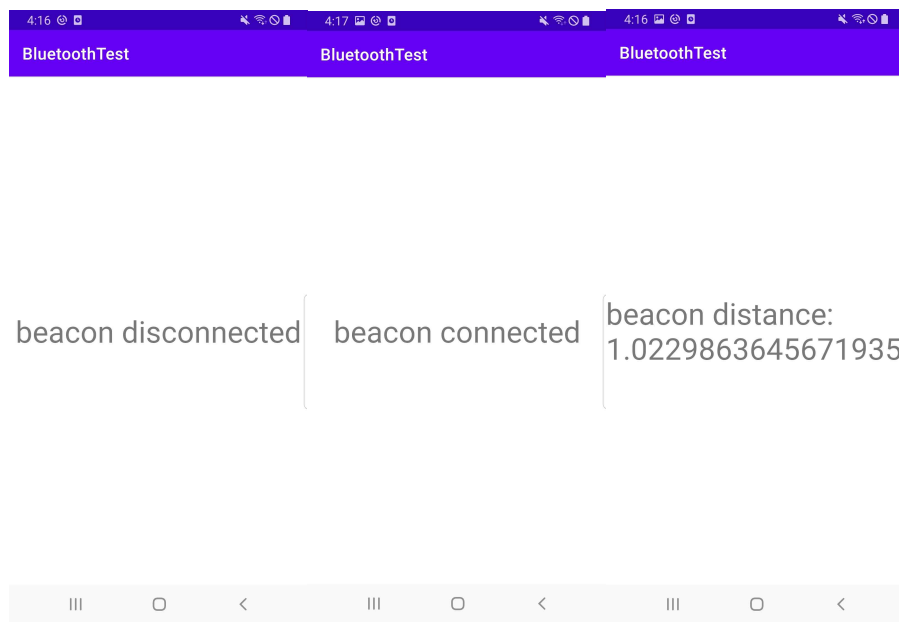 4:16
BluetoothTest
beacon disconnected
4:17
BluetoothTest
beacon connected
4:16
BluetoothTest
beacon distance:
1.0229863645671935